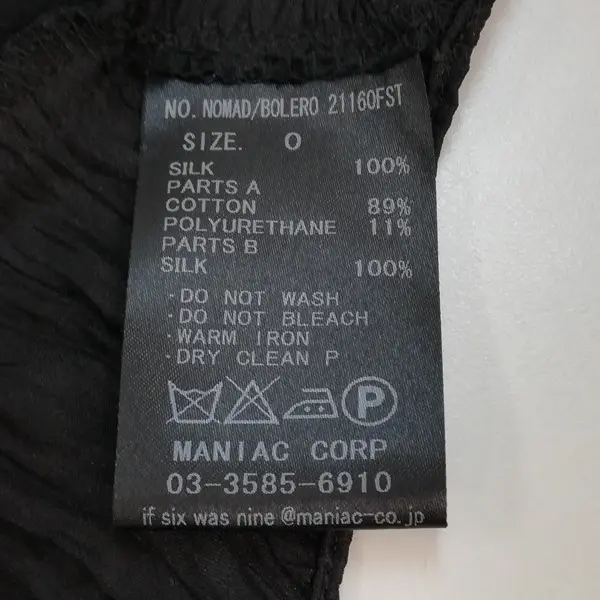 NO. NOMAD/BOLERO 21160FST
SIZE. O
SILK 100%
PARTS A
COTTON 89%
POLYURETHANE 11%
PARTS B
SILK 100%
·DO NOT WASH
·DO NOT BLEACH
·WARM IRON
·DRY CLEAN P
P
MANIAC CORP
03-3585-6910
if six was nine @maniac-co.jp